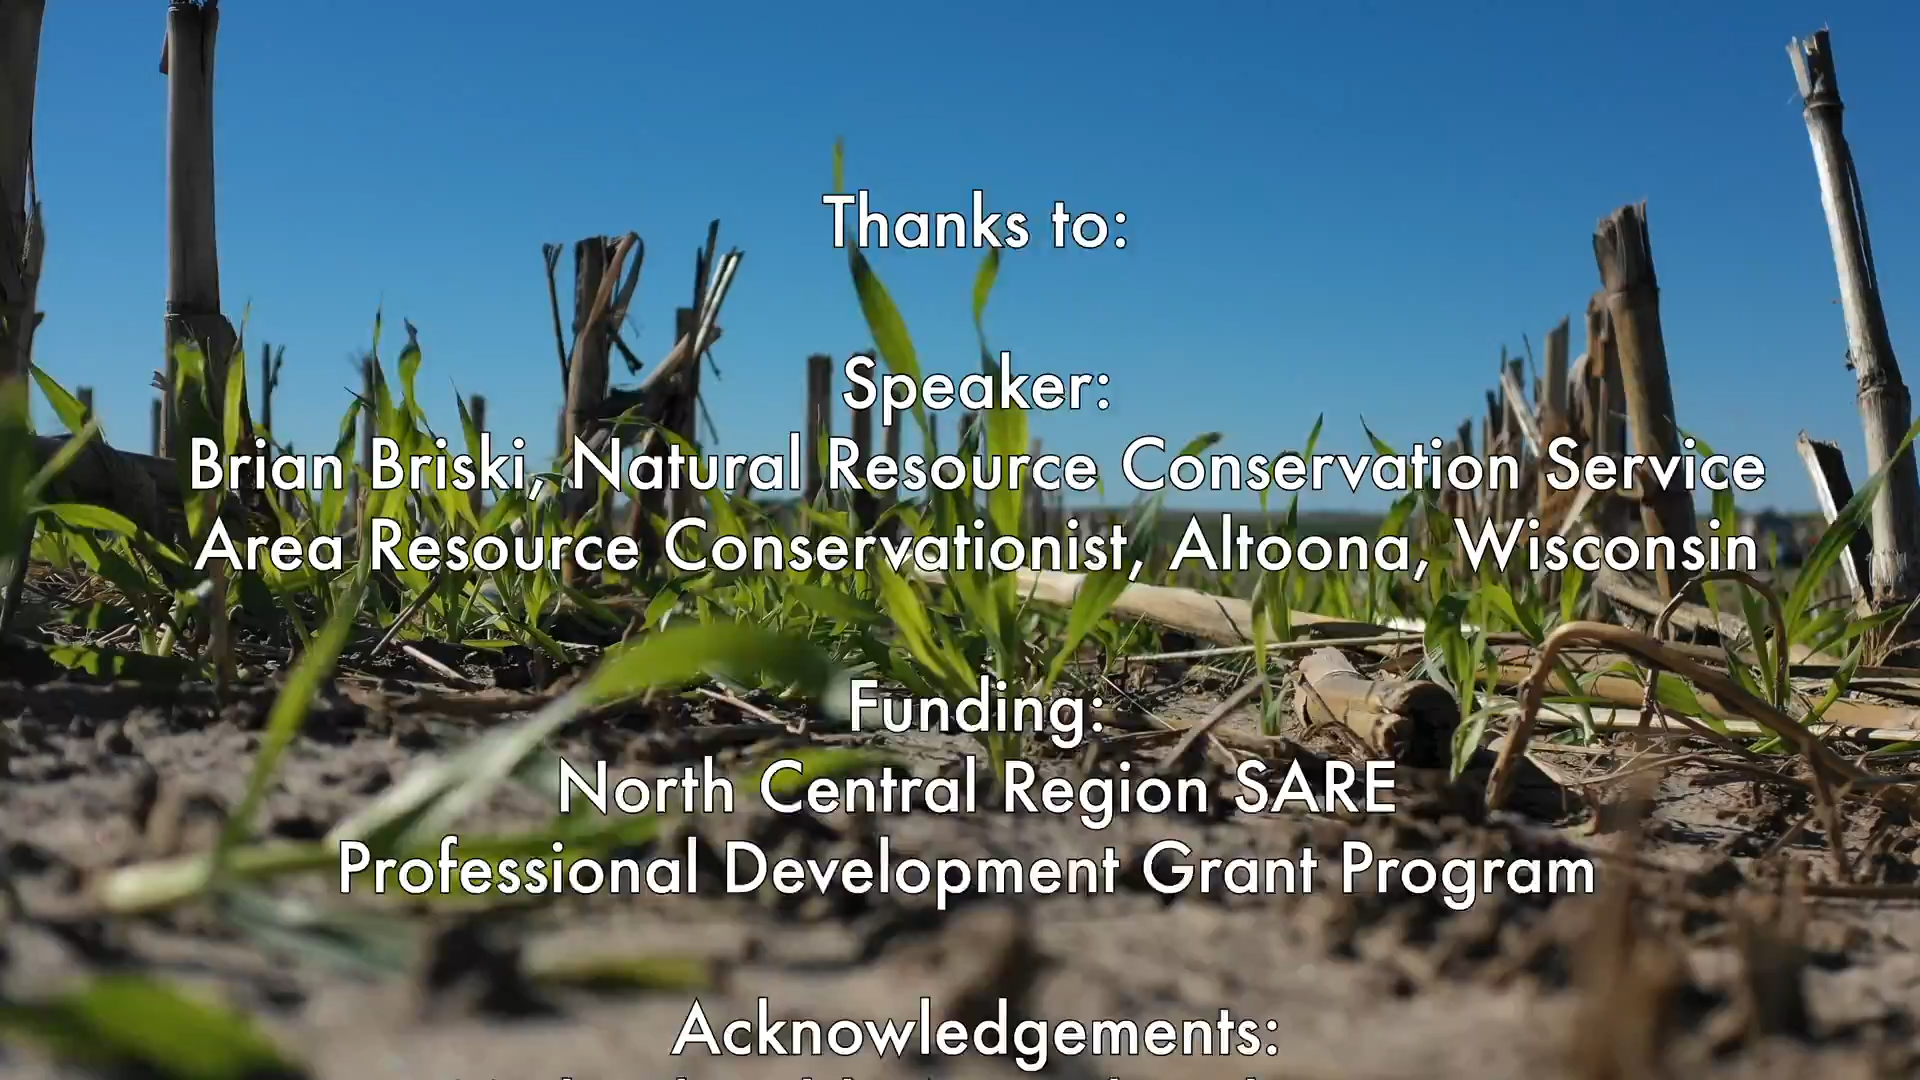 Thanks to:
Speaker:
Brian Briski, Natural Resource Conservation Service
Area Resource Conservationist, Altoona, Wisconsin
Funding:
North Central Region SARE
Professional Development Grant Program
Acknowledgements: